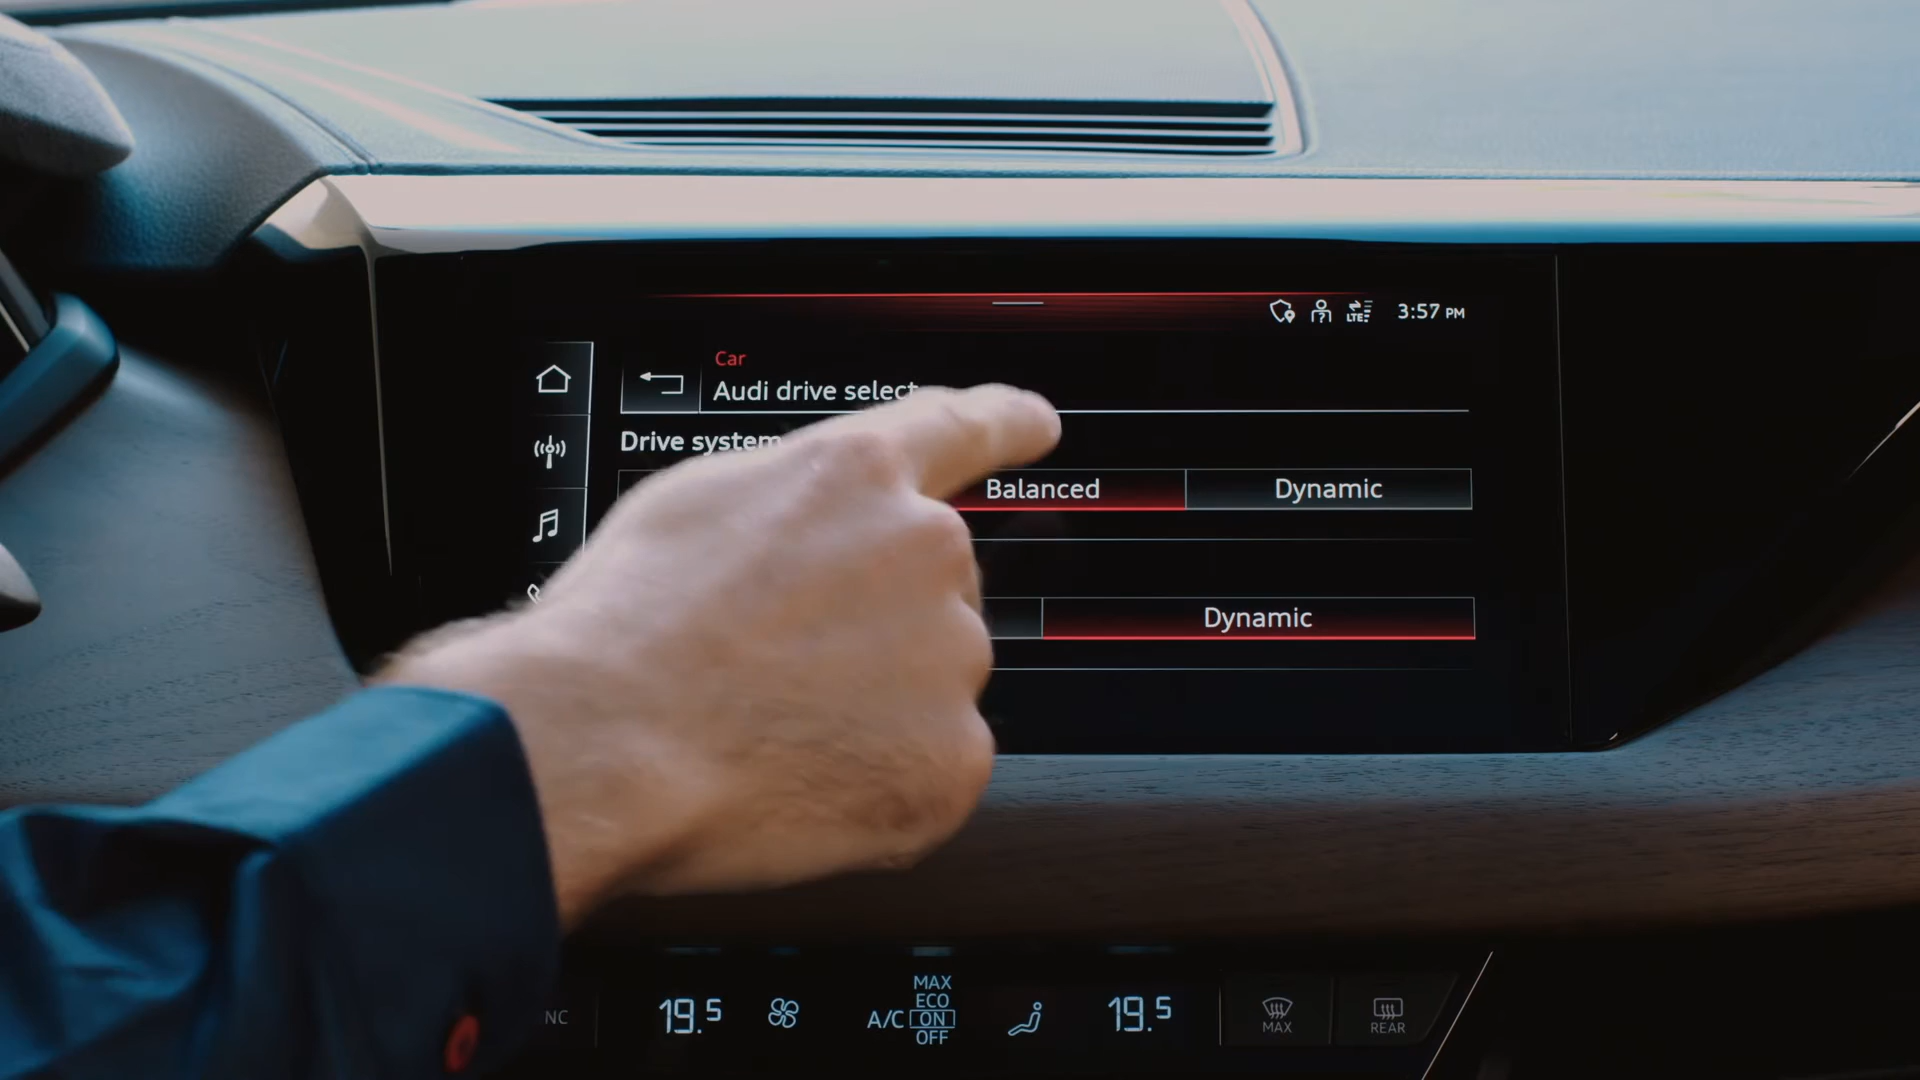 3:57 PM
LTE
Car
Audi drive select
Drive system
Balanced Dynamic
Dynamic
NC 19.5 A/C MAX ECO ON OFF 19.5 MAX REAR